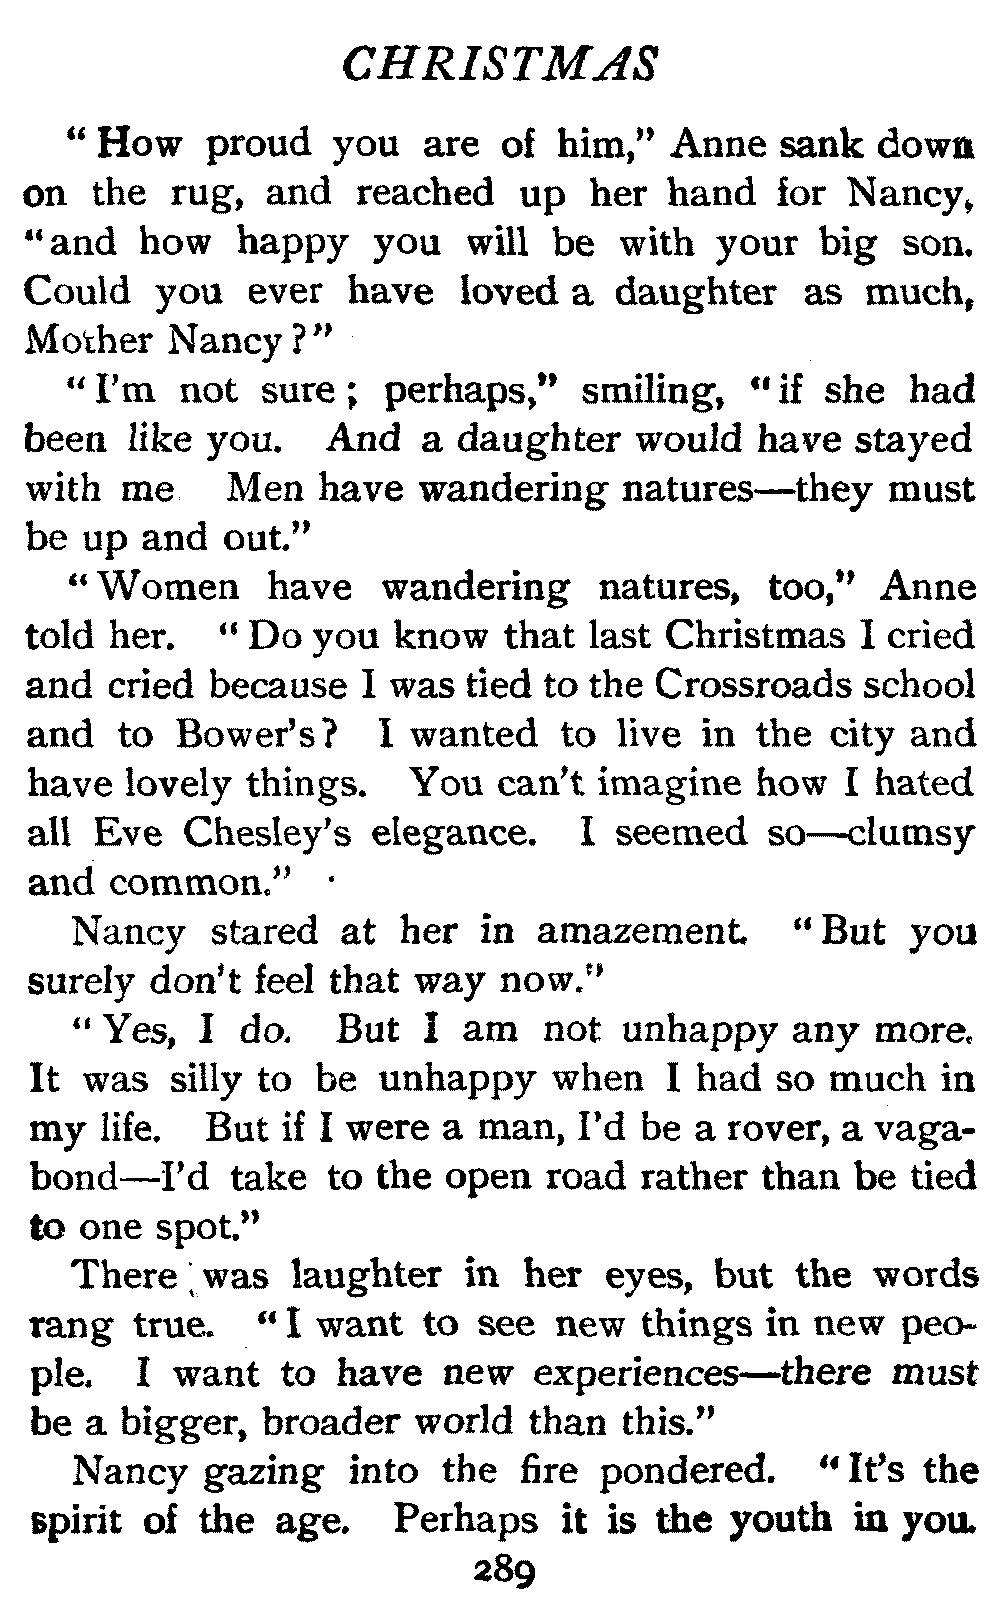 CHRISTMAS
“ How proud you are of him,” Anne sank down
on the rug, and reached up her hand for Nancy,
“and how happy you will be with your big son.
Could you ever have loved a daughter as much,
Mother Nancy ?”
“ I’m not sure ; perhaps,” smiling, “if she had
been like you. And a daughter would have stayed
with me Men have wandering natures—they must
be up and out.”
“ Women have wandering natures, too,” Anne
told her. “ Do you know that last Christmas I cried
and cried because I was tied to the Crossroads school
and to Bower’s? I wanted to live in the city and
have lovely things. You can’t imagine how I hated
all Eve Chesley’s elegance. I seemed so—clumsy
and common.”
Nancy stared at her in amazement. “ But you
surely don’t feel that way now.”
“ Yes, I do. But I am not unhappy any more.
It was silly to be unhappy when I had so much in
my life. But if I were a man, I’d be a rover, a vaga-
bond—I’d take to the open road rather than be tied
to one spot.”
There was laughter in her eyes, but the words
rang true. “ I want to see new things in new peo-
ple. I want to have new experiences—there must
be a bigger, broader world than this.”
Nancy gazing into the fire pondered. “ It’s the
spirit of the age. Perhaps it is the youth in you.
289